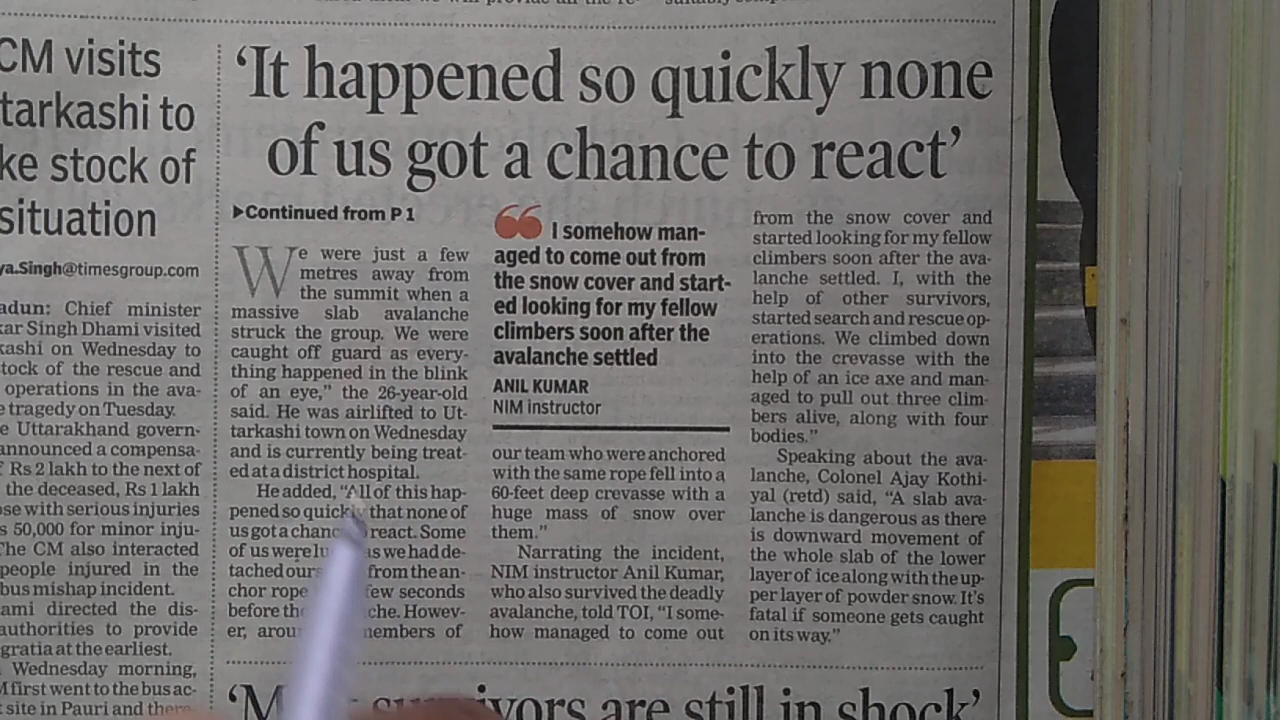 CM visits
tarkashi to
ke stock of
situation
ya.Singh@timesgroup.com
adun: Chief minister
kar Singh Dhami visited
kashi on Wednesday to
stock of the rescue and
operations in the ava-
e tragedy on Tuesday.
e Uttarakhand govern-
announced a compensa-
f Rs 2 lakh to the next of
the deceased, Rs 1 lakh
ose with serious injuries
s 50,000 for minor inju-
The CM also interacted
people injured in the
bus mishap incident.
ami directed the dis-
authorities to provide
gratia at the earliest.
Wednesday morning,
M first went to the bus ac-
t site in Pauri and there-
‘It happened so quickly none
of us got a chance to react’
▶Continued from P 1
We were just a few
metres away from
the summit when a
massive slab avalanche
struck the group. We were
caught off guard as every-
thing happened in the blink
of an eye,” the 26-year-old
said. He was airlifted to Ut-
tarkashi town on Wednesday
and is currently being treat-
ed at a district hospital.
He added, “All of this hap-
pened so quickly that none of
us got a chanc react. Some
of us were lu as we had de-
tached ours from the an-
chor rope few seconds
before th che. Howev-
er, arou members of
“ I somehow man-
aged to come out from
the snow cover and start-
ed looking for my fellow
climbers soon after the
avalanche settled
ANIL KUMAR
NIM instructor
our team who were anchored
with the same rope fell into a
60-feet deep crevasse with a
huge mass of snow over
them.”
Narrating the incident,
NIM instructor Anil Kumar,
who also survived the deadly
avalanche, told TOI, “I some-
how managed to come out
from the snow cover and
started looking for my fellow
climbers soon after the ava-
lanche settled. I, with the
help of other survivors,
started search and rescue op-
erations. We climbed down
into the crevasse with the
help of an ice axe and man-
aged to pull out three clim-
bers alive, along with four
bodies.”
Speaking about the ava-
lanche, Colonel Ajay Kothi-
yal (retd) said, “A slab ava-
lanche is dangerous as there
is downward movement of
the whole slab of the lower
layer of ice along with the up-
per layer of powder snow. It's
fatal if someone gets caught
on its way.”
ivors are still in shock’